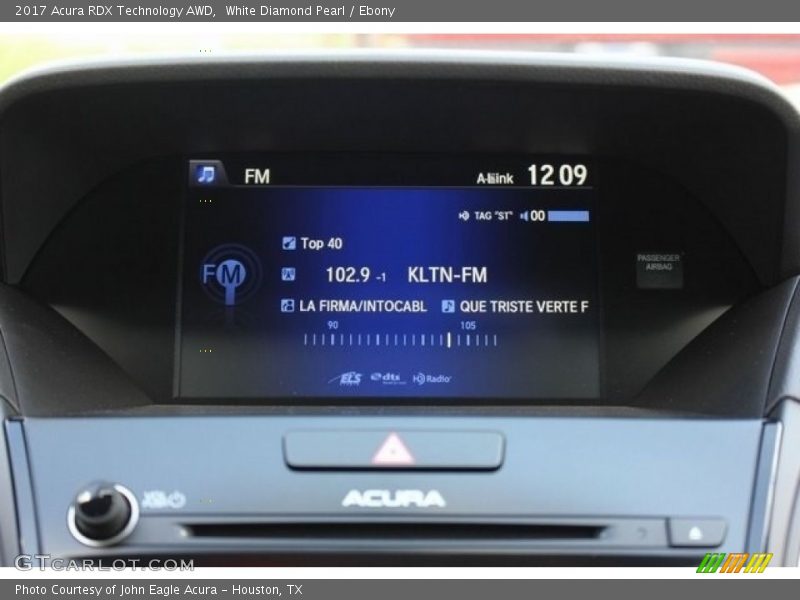 2017 Acura RDX Technology AWD,  White Diamond Pearl / Ebony
FM
12 09
TAG "ST" 00
Top 40
FM
102.9 -1 KLTN-FM
LA FIRMA/INTOCABL QUE TRISTE VERTE F
90 105
ELS dts HD Radio
PASSENGER
AIRBAG
VOL
ACURA
GTCARLOT.COM
Photo Courtesy of John Eagle Acura - Houston, TX